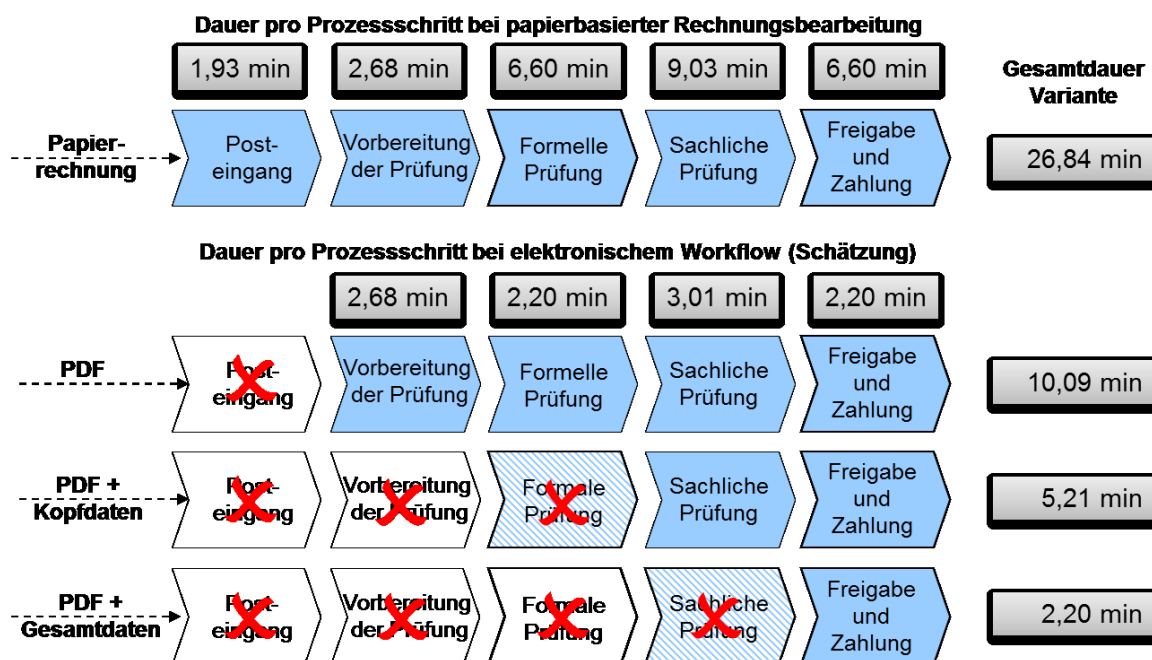 Dauer pro Prozessschritt bei papierbasierter Rechnungsbearbeitung
1,93 min
2,68 min
6,60 min
9,03 min
6,60 min
Gesamtdauer
Variante
Papier-
rechnung
Post-
eingang
Vorbereitung
der Prüfung
Formelle
Prüfung
Sachliche
Prüfung
Freigabe
und
Zahlung
26,84 min
Dauer pro Prozessschritt bei elektronischem Workflow (Schätzung)
2,68 min
2,20 min
3,01 min
2,20 min
PDF
Post-
eingang
Vorbereitung
der Prüfung
Formelle
Prüfung
Sachliche
Prüfung
Freigabe
und
Zahlung
10,09 min
PDF +
Kopfdaten
Post-
eingang
Vorbereitung
der Prüfung
Formale
Prüfung
Sachliche
Prüfung
Freigabe
und
Zahlung
5,21 min
PDF +
Gesamtdaten
Post-
eingang
Vorbereitung
der Prüfung
Formale
Prüfung
Sachliche
Prüfung
Freigabe
und
Zahlung
2,20 min